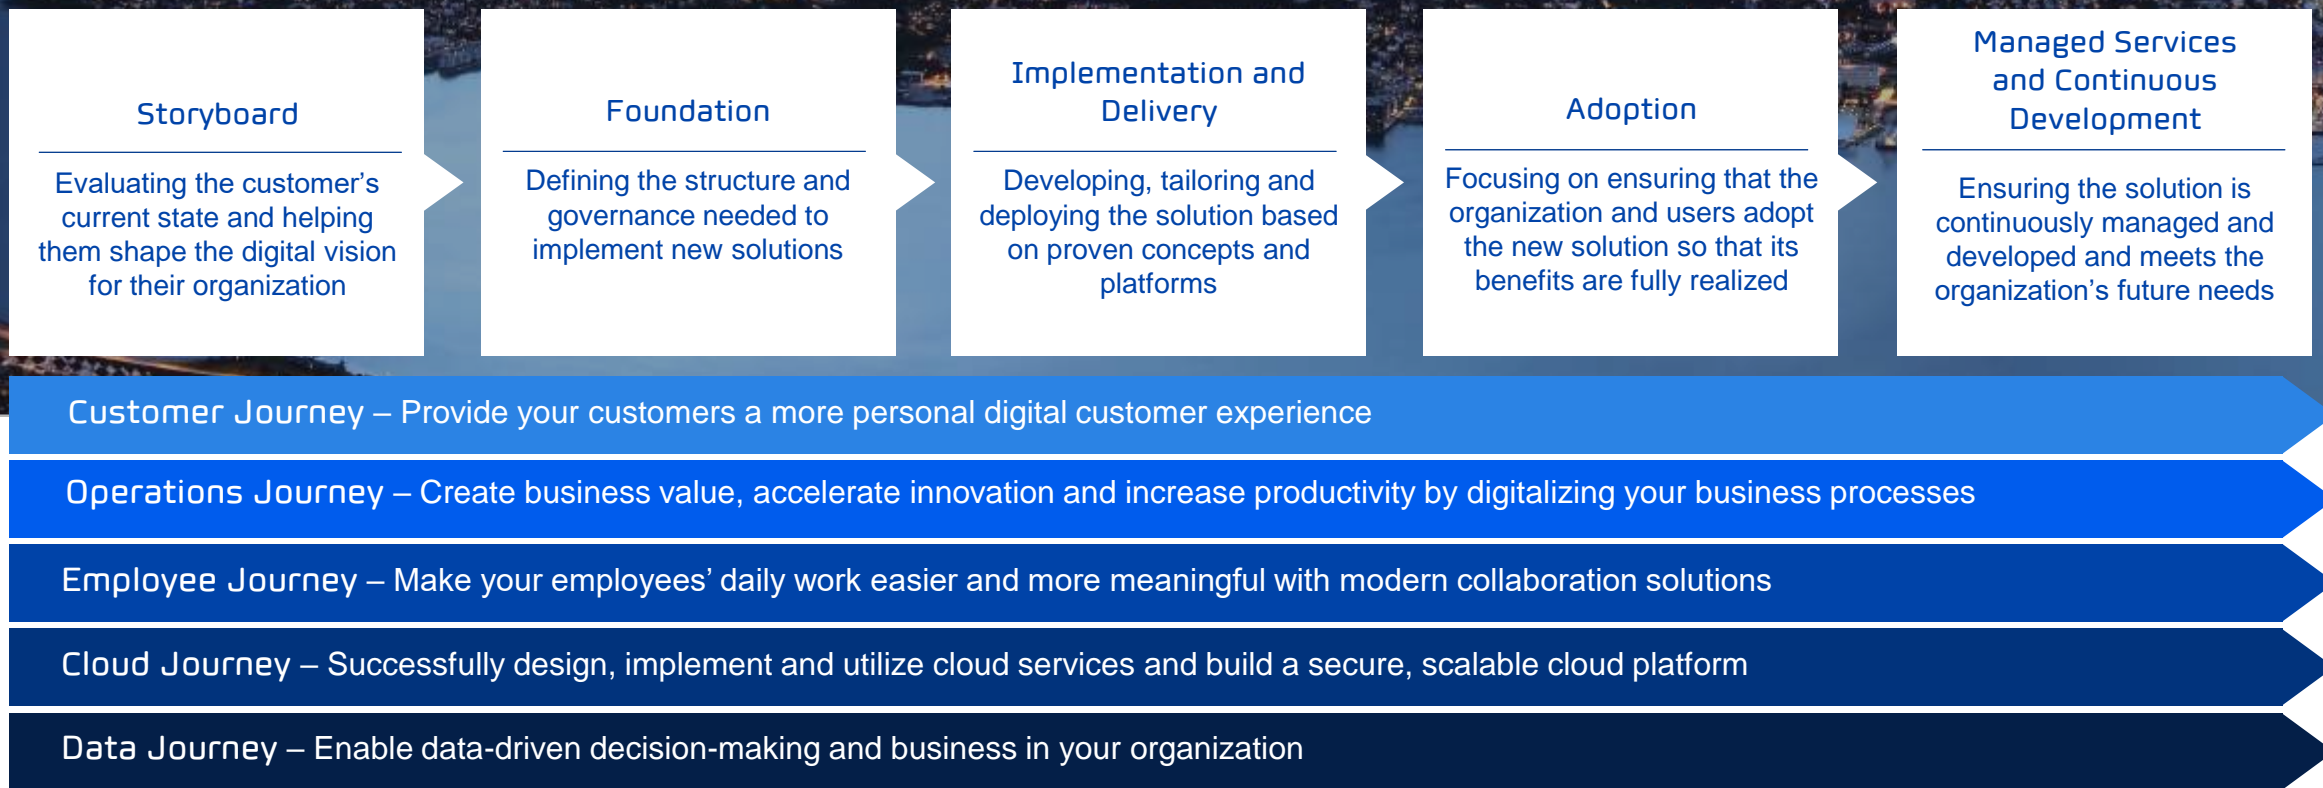 Storyboard
Evaluating the customer’s
current state and helping
them shape the digital vision
for their organization
Foundation
Defining the structure and
governance needed to
implement new solutions
Implementation and
Delivery
Developing, tailoring and
deploying the solution based
on proven concepts and
platforms
Adoption
Focusing on ensuring that the
organization and users adopt
the new solution so that its
benefits are fully realized
Managed Services
and Continuous
Development
Ensuring the solution is
continuously managed and
developed and meets the
organization’s future needs
Customer Journey – Provide your customers a more personal digital customer experience
Operations Journey – Create business value, accelerate innovation and increase productivity by digitalizing your business processes
Employee Journey – Make your employees’ daily work easier and more meaningful with modern collaboration solutions
Cloud Journey – Successfully design, implement and utilize cloud services and build a secure, scalable cloud platform
Data Journey – Enable data-driven decision-making and business in your organization